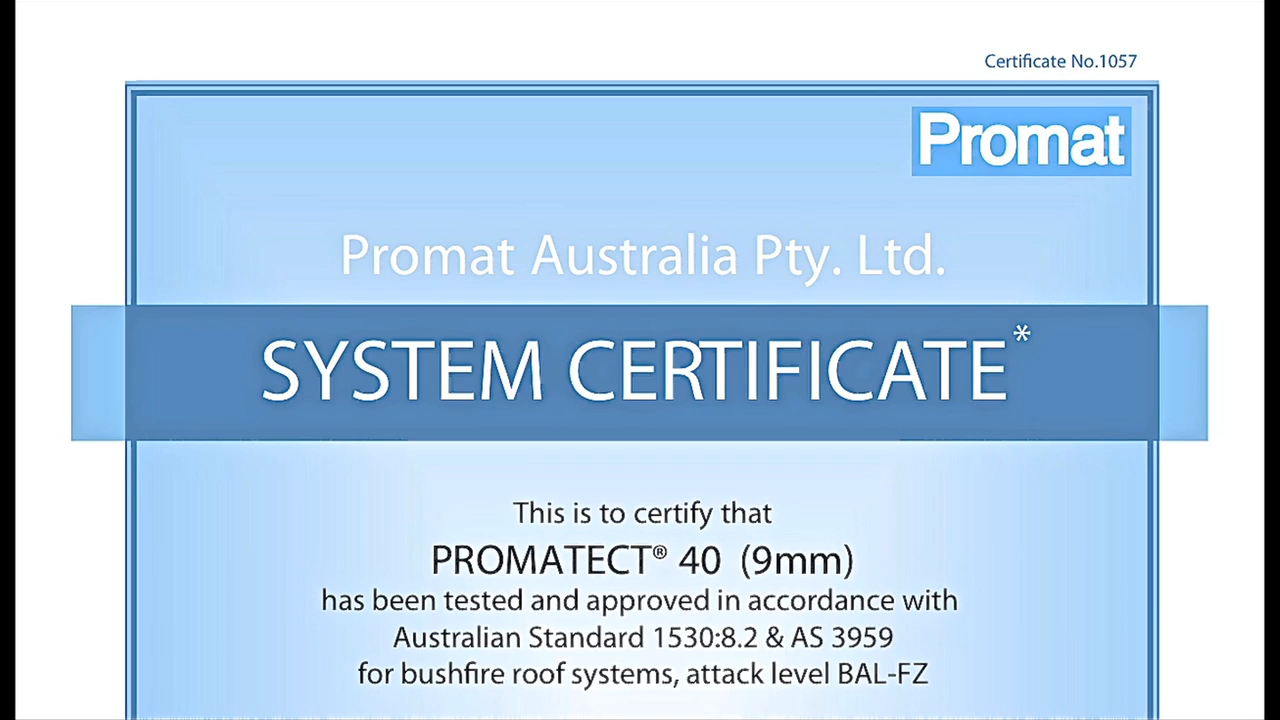 Certificate No.1057
Promat
Promat Australia Pty. Ltd.
SYSTEM CERTIFICATE*
This is to certify that
PROMATECT® 40 (9mm)
has been tested and approved in accordance with
Australian Standard 1530:8.2 & AS 3959
for bushfire roof systems, attack level BAL-FZ